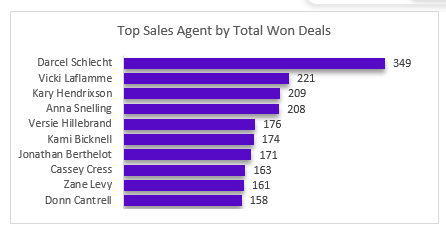 Top Sales Agent by Total Won Deals
Darcel Schlecht 349
Vicki Laflamme 221
Kary Hendrixson 209
Anna Snelling 208
Versie Hillebrand 176
Kami Bicknell 174
Jonathan Berthelot 171
Cassey Cress 163
Zane Levy 161
Donn Cantrell 158